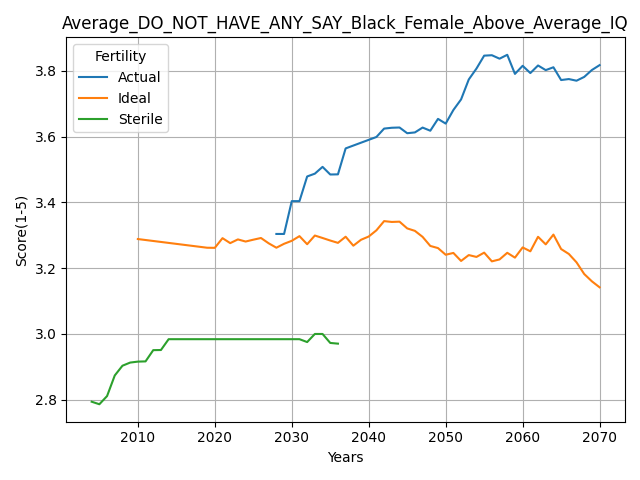 Average_DO_NOT_HAVE_ANY_SAY_Black_Female_Above_Average_IQ
Fertility
Actual
Ideal
Sterile
Score(1-5)
3.8
3.6
3.4
3.2
3.0
2.8
2010 2020 2030 2040 2050 2060 2070
Years